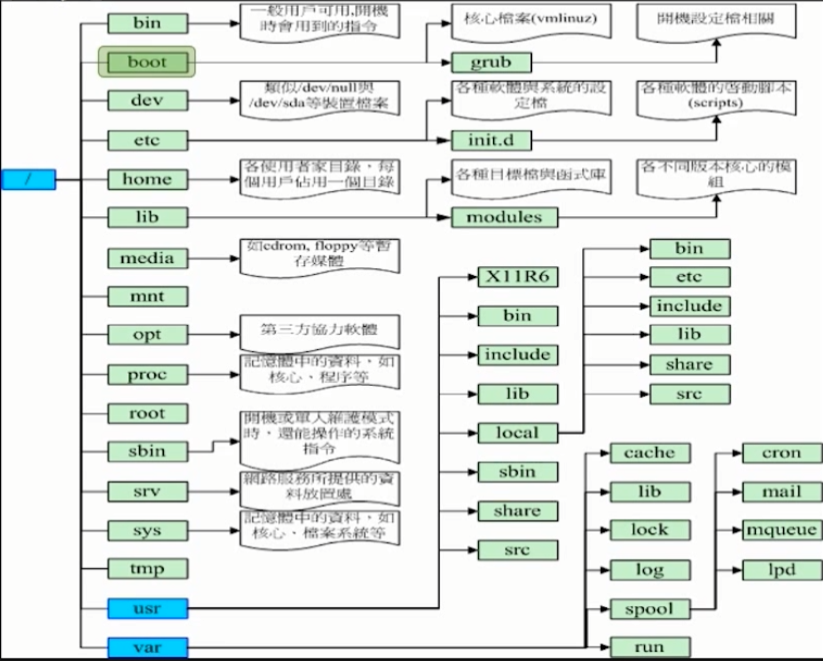 /
bin
一般用戶可用,開機
時會用到的指令
核心檔案(vmlinuz)
開機設定檔相關
boot
grub
dev
類似/dev/null與
/dev/sda等裝置檔案
各種軟體與系統的設
定檔
各種軟體的啓動腳本
(scripts)
etc
init.d
home
各使用者家目錄，每
個用戶佔用一個目錄
各種目標檔與函式庫
各不同版本核心的模
組
lib
modules
media
如cdrom, floppy等暫
存媒體
mnt
opt
第三方協力軟體
proc
記憶體中的資料，如
核心、程序等
root
sbin
開機或單人維護模式
時，還能操作的系統
指令
srv
網路服務所提供的資
料放置處
sys
記憶體中的資料，如
核心、檔案系統等
tmp
usr
var
X11R6
bin
include
lib
local
sbin
share
src
bin
etc
include
lib
share
src
cache
lib
lock
log
spool
run
cron
mail
mqueue
lpd